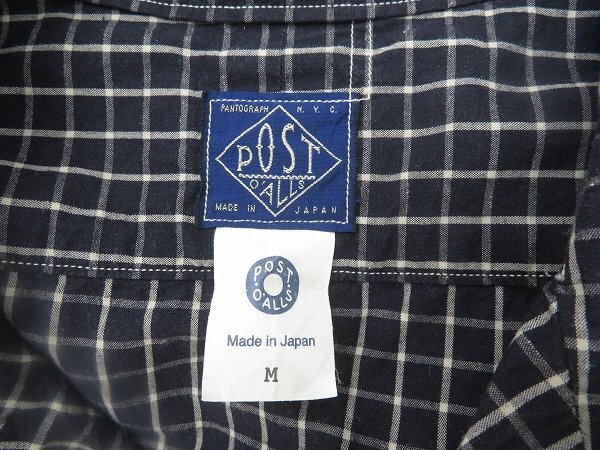 PANTOGRAPH N.Y.C.
POST
O'ALLS
MADE IN JAPAN
POST
O'ALLS
Made in Japan
M